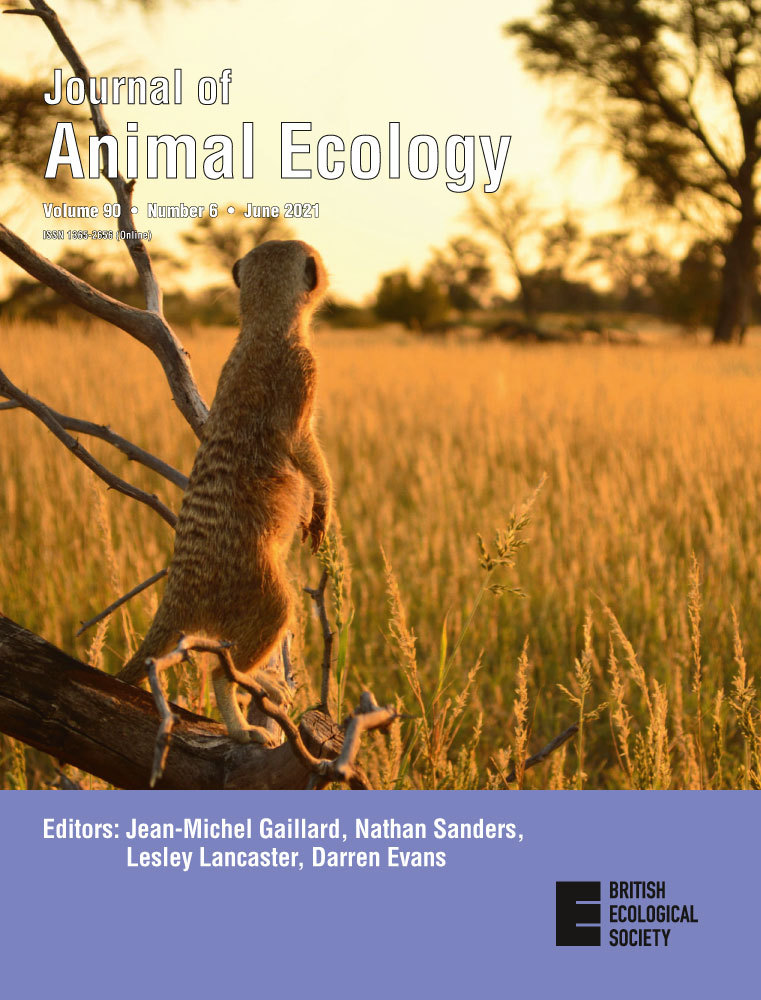 Journal of
Animal Ecology
Volume 90 • Number 6 • June 2021
ISSN 1365-2656 (Online)
Editors: Jean-Michel Gaillard, Nathan Sanders,
Lesley Lancaster, Darren Evans
BRITISH
ECOLOGICAL
SOCIETY